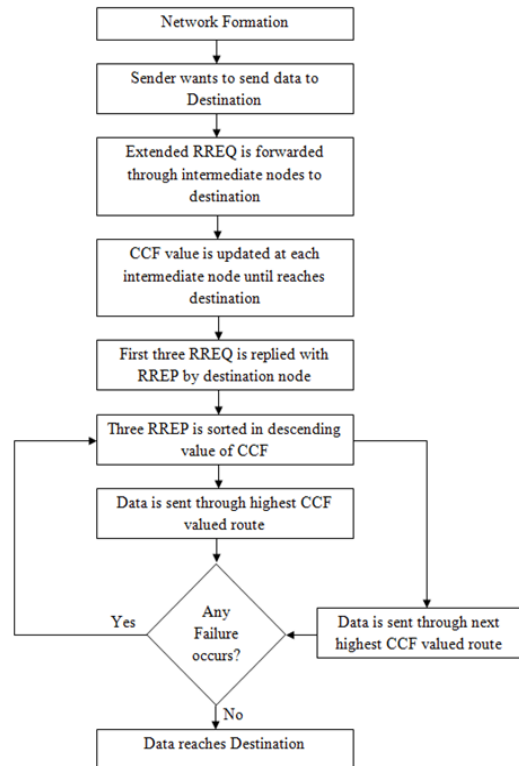 Network Formation
Sender wants to send data to
Destination
Extended RREQ is forwarded
through intermediate nodes to
destination
CCF value is updated at each
intermediate node until reaches
destination
First three RREQ is replied with
RREP by destination node
Three RREP is sorted in descending
value of CCF
Data is sent through highest CCF
valued route
Any
Failure
occurs?
Yes
Data is sent through next
highest CCF valued route
No
Data reaches Destination